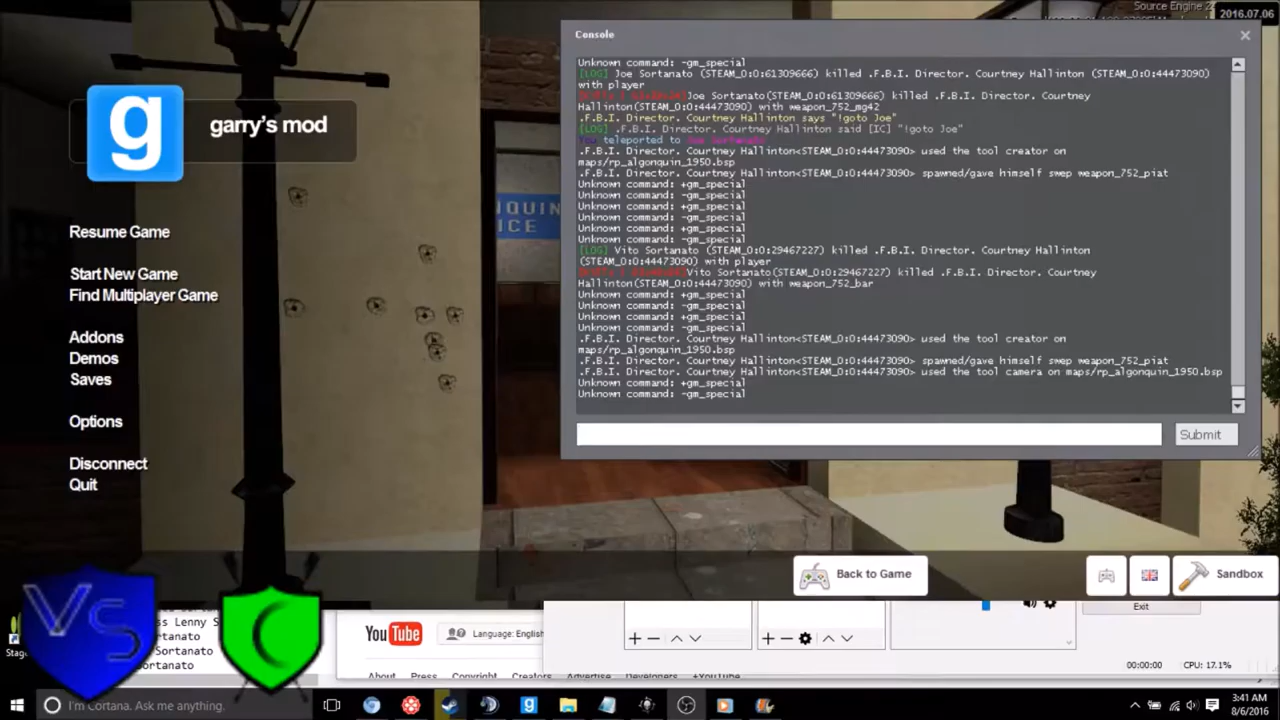 Source Engine 2
2016.07.06
Console
Unknown command: -gm_special
[LOG] Joe Sortanato (STEAM_0:0:61309666) killed .F.B.I. Director. Courtney Hallinton (STEAM_0:0:44473090)
with player
Joe Sortanato(STEAM_0:0:61309666) killed .F.B.I. Director. Courtney
Hallinton(STEAM_0:0:44473090) with weapon_752_mg42
.F.B.I. Director. Courtney Hallinton says "!goto Joe"
[LOG] .F.B.I. Director. Courtney Hallinton said [IC] "!goto Joe"
You teleported to Joe Sortanato
.F.B.I. Director. Courtney Hallinton<STEAM_0:0:44473090> used the tool creator on
maps/rp_algonquin_1950.bsp
.F.B.I. Director. Courtney Hallinton<STEAM_0:0:44473090> spawned/gave himself swep weapon_752_piat
Unknown command: +gm_special
Unknown command: -gm_special
Unknown command: +gm_special
Unknown command: -gm_special
Unknown command: +gm_special
Unknown command: -gm_special
[LOG] Vito Sortanato (STEAM_0:0:29467227) killed .F.B.I. Director. Courtney Hallinton
(STEAM_0:0:44473090) with player
Vito Sortanato(STEAM_0:0:29467227) killed .F.B.I. Director. Courtney
Hallinton(STEAM_0:0:44473090) with weapon_752_bar
Unknown command: +gm_special
Unknown command: -gm_special
Unknown command: +gm_special
Unknown command: -gm_special
.F.B.I. Director. Courtney Hallinton<STEAM_0:0:44473090> used the tool creator on
maps/rp_algonquin_1950.bsp
.F.B.I. Director. Courtney Hallinton<STEAM_0:0:44473090> spawned/gave himself swep weapon_752_piat
.F.B.I. Director. Courtney Hallinton<STEAM_0:0:44473090> used the tool camera on maps/rp_algonquin_1950.bsp
Unknown command: +gm_special
Unknown command: -gm_special
Submit
g
garry's mod
Resume Game
Start New Game
Find Multiplayer Game
Addons
Demos
Saves
Options
Disconnect
Quit
QUIN
ICE
Back to Game
Sandbox
VS
C
Stag
ss Lenny S
ortanato
Sortanato
ortanato
YouTube
Language: English
About Press Copyright Creators Advertise Developers +YouTube
Exit
00:00:00
CPU: 17.1%
I'm Cortana. Ask me anything.
g
3:41 AM
8/6/2016